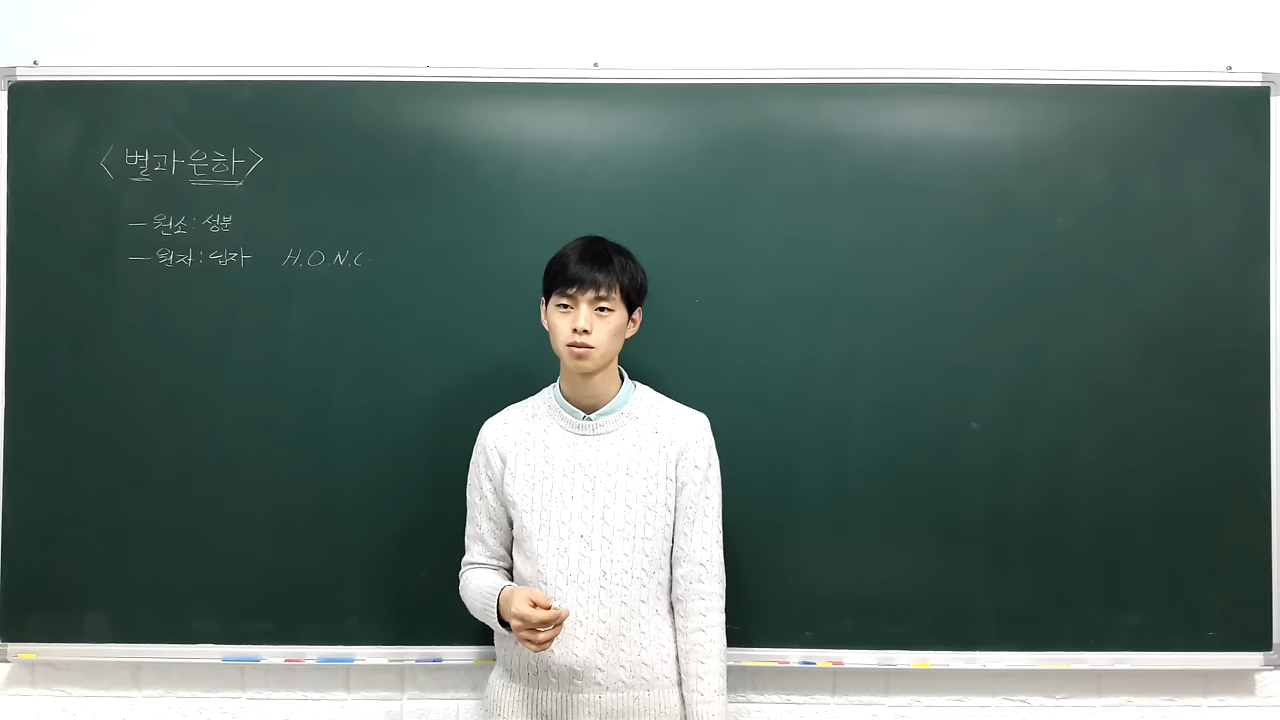 <별과 은하>
- 원소: 성분
- 원자: 입자 H, O, N, C ...